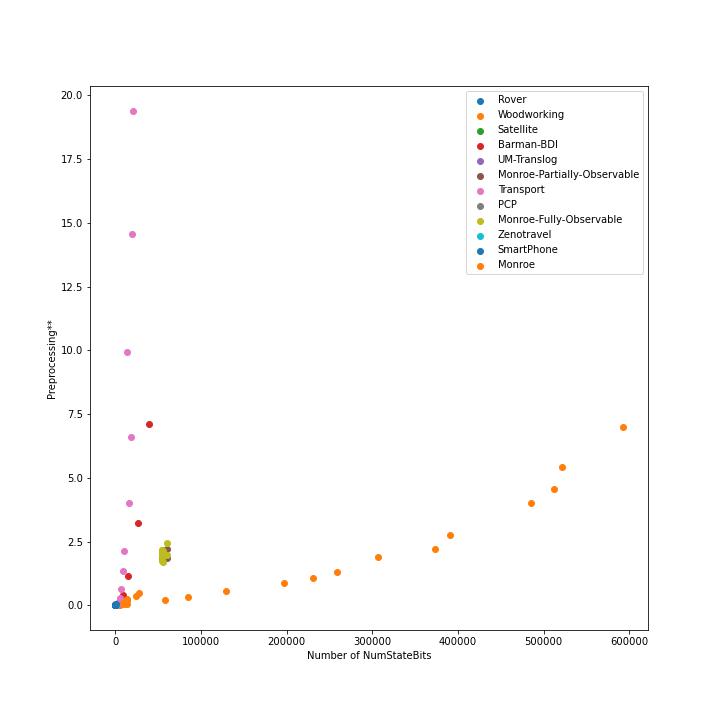 20.0
17.5
15.0
12.5
10.0
7.5
5.0
2.5
0.0
Preprocessing**
0
100000
200000
300000
400000
500000
600000
Number of NumStateBits
Rover
Woodworking
Satellite
Barman-BDI
UM-Translog
Monroe-Partially-Observable
Transport
PCP
Monroe-Fully-Observable
Zenotravel
SmartPhone
Monroe